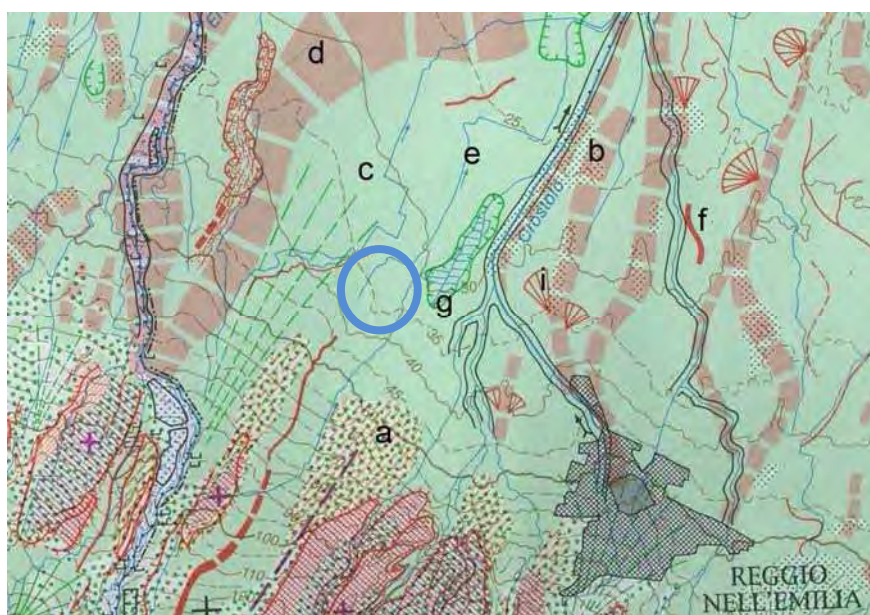 d
25
b
c
e
Crostolo
f
g
30
i
35
40
45
a
100
110
REGGIO
NELL'EMILIA